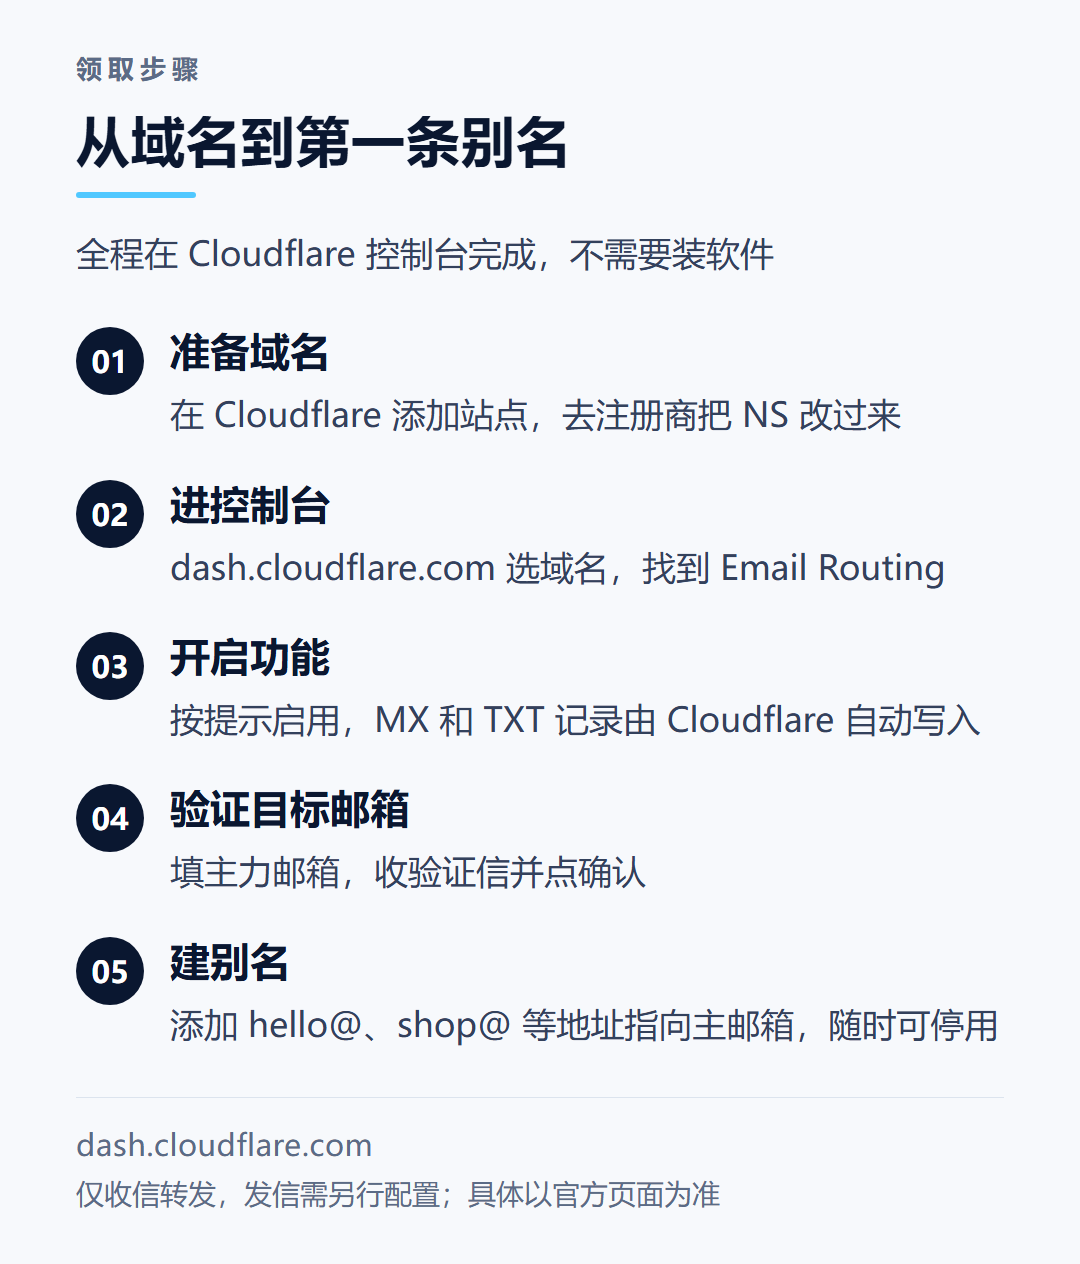 领取步骤
从域名到第一条别名
全程在 Cloudflare 控制台完成，不需要装软件
01
准备域名
在 Cloudflare 添加站点，去注册商把 NS 改过来
02
进控制台
dash.cloudflare.com 选域名，找到 Email Routing
03
开启功能
按提示启用，MX 和 TXT 记录由 Cloudflare 自动写入
04
验证目标邮箱
填主力邮箱，收验证信并点确认
05
建别名
添加 hello@、shop@ 等地址指向主邮箱，随时可停用
dash.cloudflare.com
仅收信转发，发信需另行配置；具体以官方页面为准